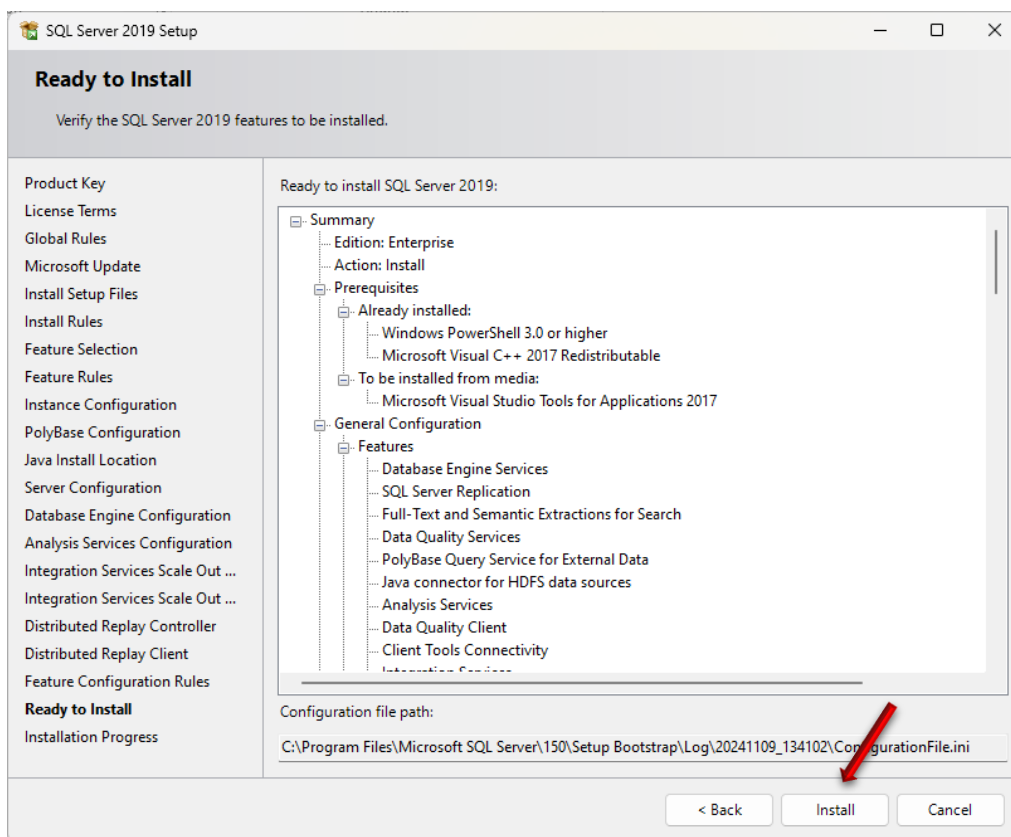 SQL Server 2019 Setup
Ready to Install
Verify the SQL Server 2019 features to be installed.
Product Key
License Terms
Global Rules
Microsoft Update
Install Setup Files
Install Rules
Feature Selection
Feature Rules
Instance Configuration
PolyBase Configuration
Java Install Location
Server Configuration
Database Engine Configuration
Analysis Services Configuration
Integration Services Scale Out ...
Integration Services Scale Out ...
Distributed Replay Controller
Distributed Replay Client
Feature Configuration Rules
Ready to Install
Installation Progress
Ready to install SQL Server 2019:
Summary
Edition: Enterprise
Action: Install
Prerequisites
Already installed:
Windows PowerShell 3.0 or higher
Microsoft Visual C++ 2017 Redistributable
To be installed from media:
Microsoft Visual Studio Tools for Applications 2017
General Configuration
Features
Database Engine Services
SQL Server Replication
Full-Text and Semantic Extractions for Search
Data Quality Services
PolyBase Query Service for External Data
Java connector for HDFS data sources
Analysis Services
Data Quality Client
Client Tools Connectivity
Integration Services
Configuration file path:
C:\Program Files\Microsoft SQL Server\150\Setup Bootstrap\Log\20241109_134102\ConfigurationFile.ini
< Back
Install
Cancel